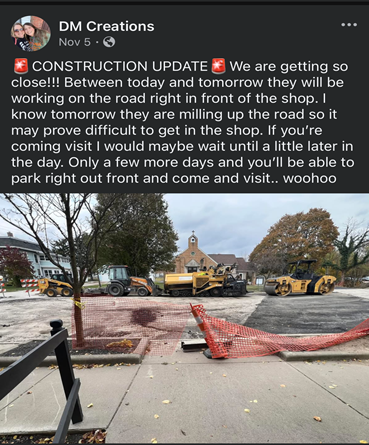 DM Creations
Nov 5 ·
🚨CONSTRUCTION UPDATE🚨 We are getting so
close!!! Between today and tomorrow they will be
working on the road right in front of the shop. I
know tomorrow they are milling up the road so it
may prove difficult to get in the shop. If you're
coming visit I would maybe wait until a little later in
the day. Only a few more days and you'll be able to
park right out front and come and visit.. woohoo